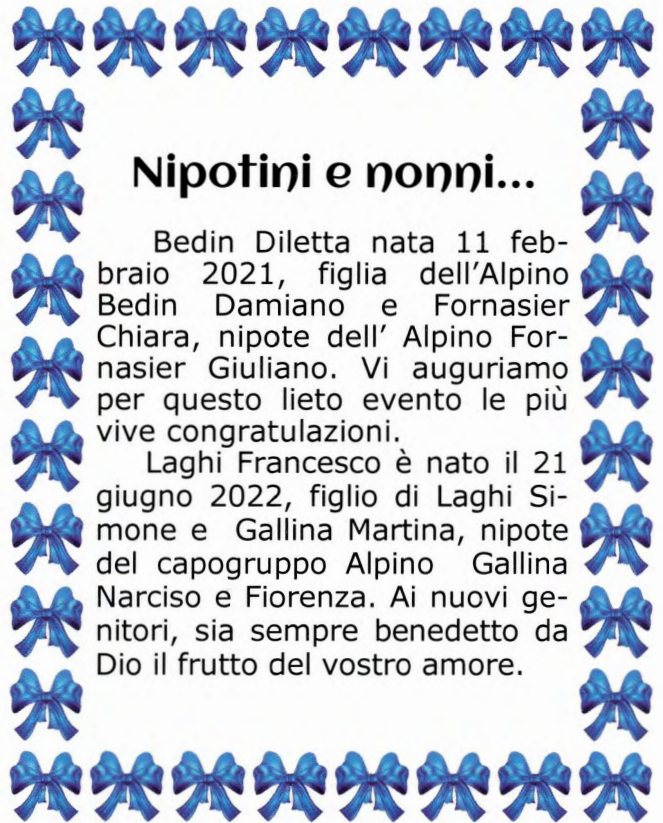 Nipotini e nonni...
Bedin Diletta nata 11 feb-
braio 2021, figlia dell'Alpino
Bedin Damiano e Fornasier
Chiara, nipote dell' Alpino For-
nasier Giuliano. Vi auguriamo
per questo lieto evento le più
vive congratulazioni.
Laghi Francesco è nato il 21
giugno 2022, figlio di Laghi Si-
mone e Gallina Martina, nipote
del capogruppo Alpino Gallina
Narciso e Fiorenza. Ai nuovi ge-
nitori, sia sempre benedetto da
Dio il frutto del vostro amore.